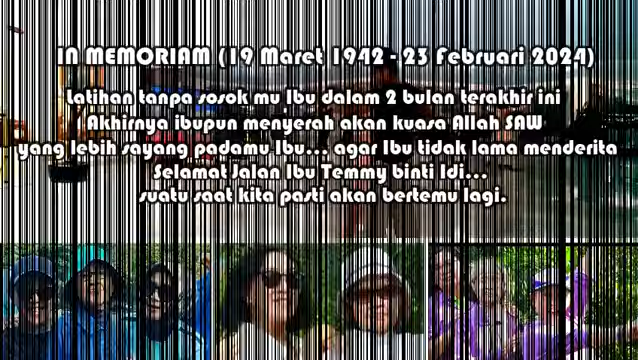 IN MEMORIAM (19 Maret 1942 - 23 Februari 2024)
Latihan tanpa sosok mu Ibu dalam 2 bulan terakhir ini
Akhirnya ibupun menyerah akan kuasa Allah SAW
yang lebih sayang padamu Ibu... agar Ibu tidak lama menderita
Selamat Jalan Ibu Temmy binti Idi...
suatu saat kita pasti akan bertemu lagi.